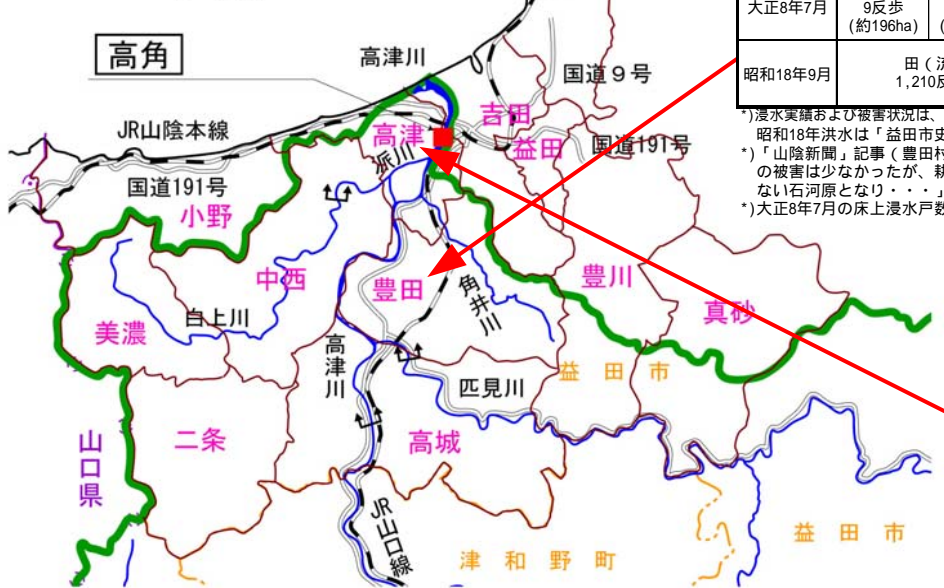 高角
高津川
国道9号
吉田
高津
益田
国道191号
派川
JR山陰本線
国道191号
小野
中西
豊田
角井川
豊川
真砂
美濃
白上川
高津川
匹見川
益田市
山口県
二条
高城
JR山口線
津和野町
益田市
大正8年7月
9反歩
(約196ha)
昭和18年9月
1,210反
*)浸水実績および被害状況は、
昭和18年洪水は「益田市史
*)「山陰新聞」記事(豊田村
の被害は少なかったが、耕
ない石河原となり・・・」
*)大正8年7月の床上浸水戸数